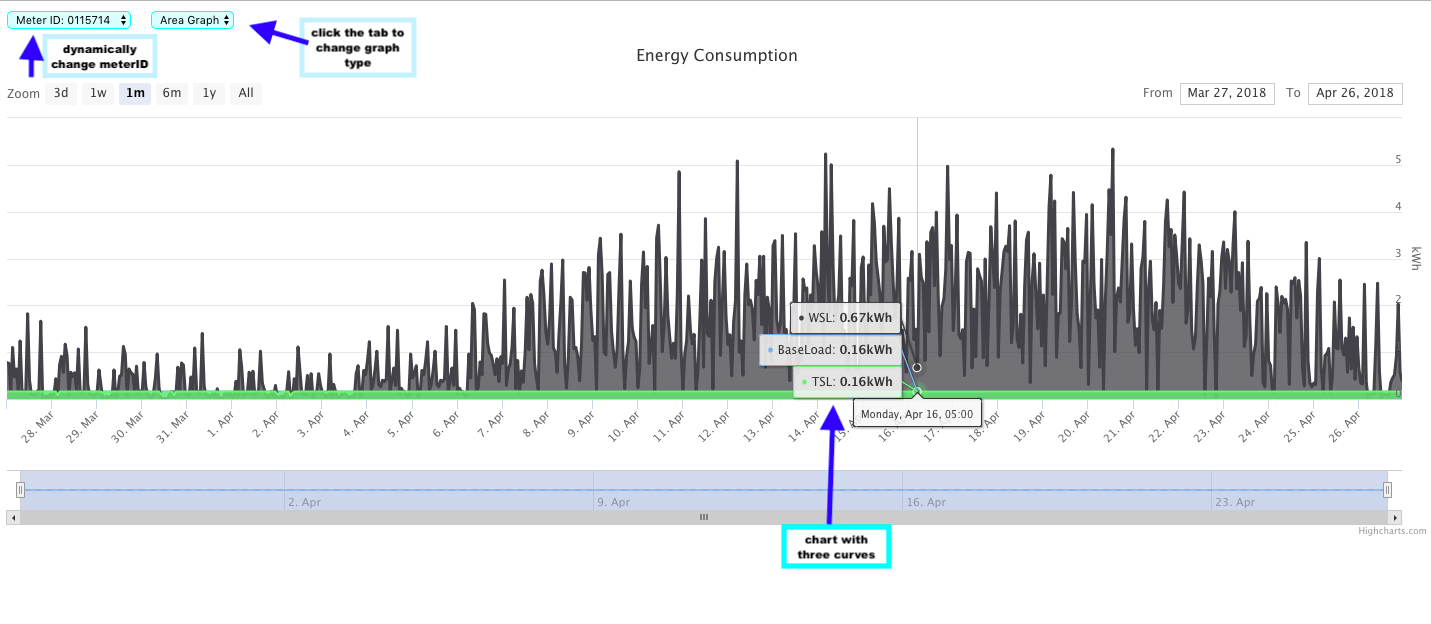 Meter ID: 0115714
Area Graph
click the tab to
change graph
type
dynamically
change meterID
Energy Consumption
Zoom 3d 1w 1m 6m 1y All
From Mar 27, 2018 To Apr 26, 2018
5
4
3
2
0
kWh
WSL: 0.67kWh
BaseLoad: 0.16kWh
TSL: 0.16kWh
Monday, Apr 16, 05:00
28. Mar
29. Mar
30. Mar
31. Mar
1. Apr
2. Apr
3. Apr
4. Apr
5. Apr
6. Apr
7. Apr
8. Apr
9. Apr
10. Apr
11. Apr
12. Apr
13. Apr
14. Apr
15.
16.
17. Apr
18. Apr
19. Apr
20. Apr
21. Apr
22. Apr
23. Apr
24. Apr
25. Apr
26. Apr
2. Apr
9. Apr
16. Apr
23. Apr
chart with
three curves
Highcharts.com